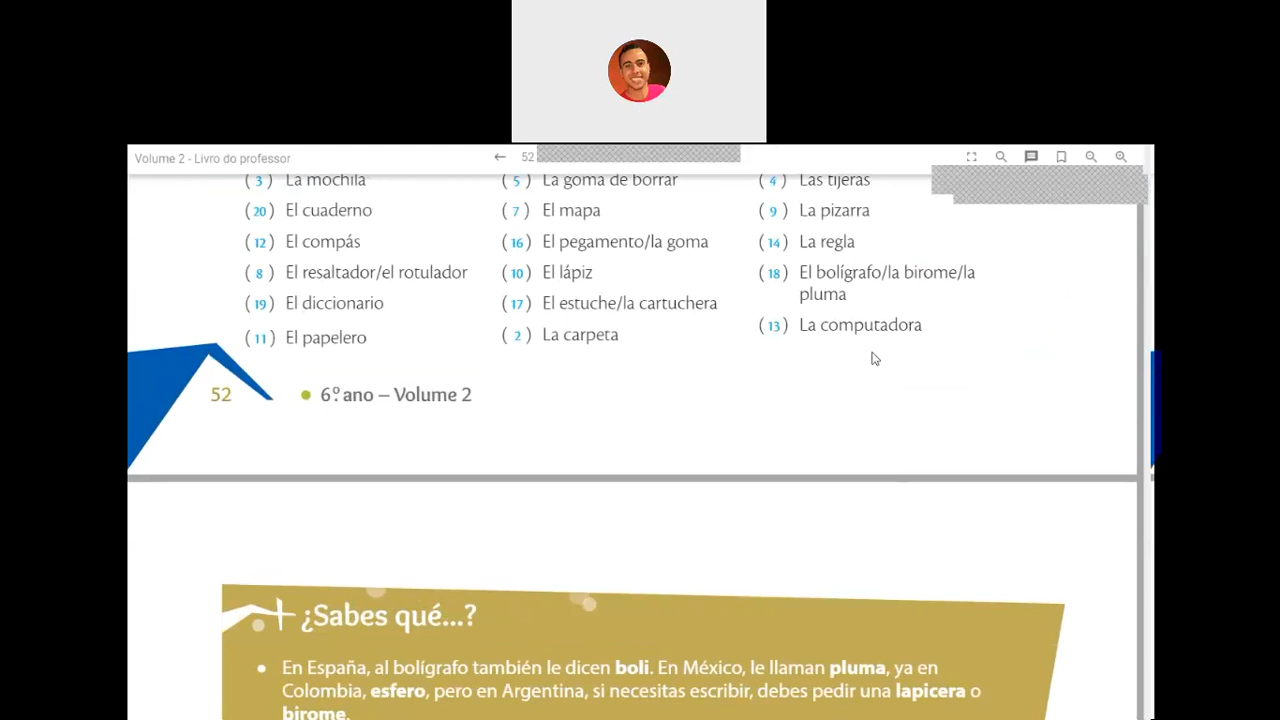 Volume 2 - Livro do professor
52
( 3 ) La mochila
( 5 ) La goma de borrar
( 4 ) Las tijeras
( 20 ) El cuaderno
( 7 ) El mapa
( 9 ) La pizarra
( 12 ) El compás
( 16 ) El pegamento/la goma
( 14 ) La regla
( 8 ) El resaltador/el rotulador
( 10 ) El lápiz
( 18 ) El bolígrafo/la birome/la
pluma
( 19 ) El diccionario
( 17 ) El estuche/la cartuchera
( 13 ) La computadora
( 11 ) El papelero
( 2 ) La carpeta
52
• 6º. ano – Volume 2
¿Sabes qué...?
• En España, al bolígrafo también le dicen boli. En México, le llaman pluma, ya en
Colombia, esfero, pero en Argentina, si necesitas escribir, debes pedir una lapicera o
birome.